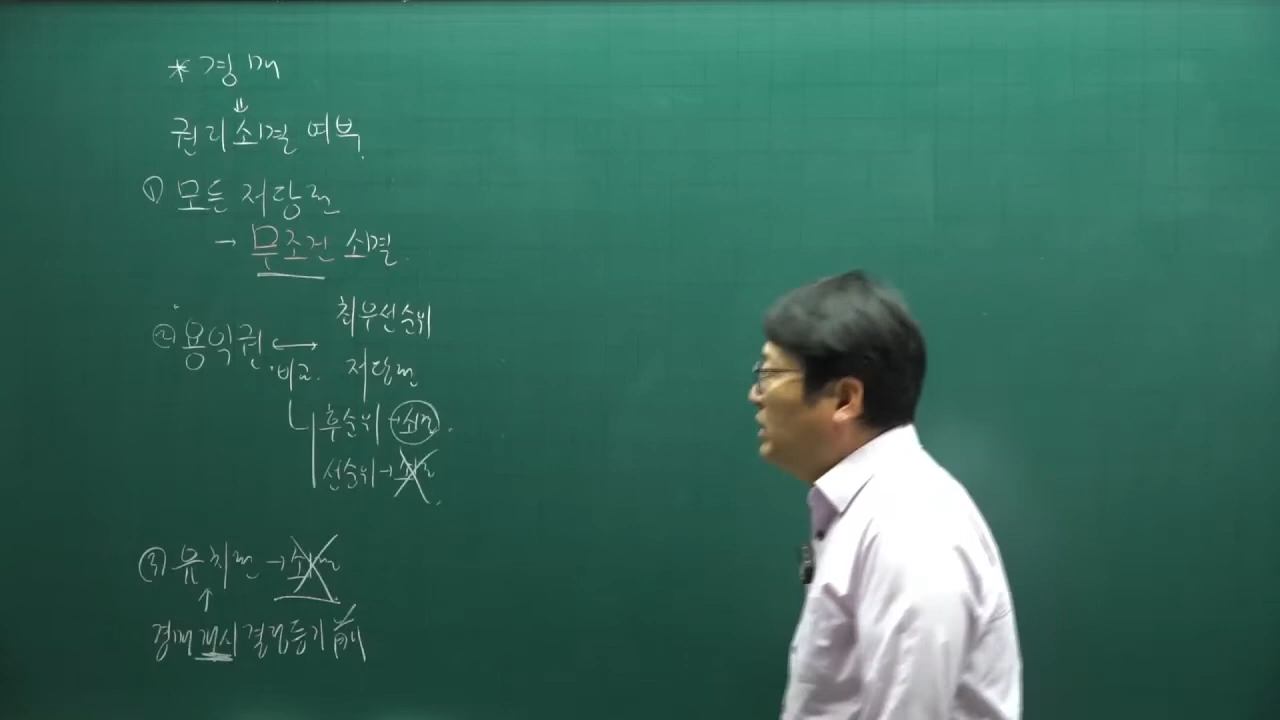 * 경매
⇓
권리소멸 여부.
① 모든 저당권
→ 무조건 소멸.
② 용익권 ↔ 최우선순위
·비교. 저당권
후순위 → 소멸.
선순위 → 소멸.
③ 유치권 → 소멸.
↑
경매개시결정등기 前